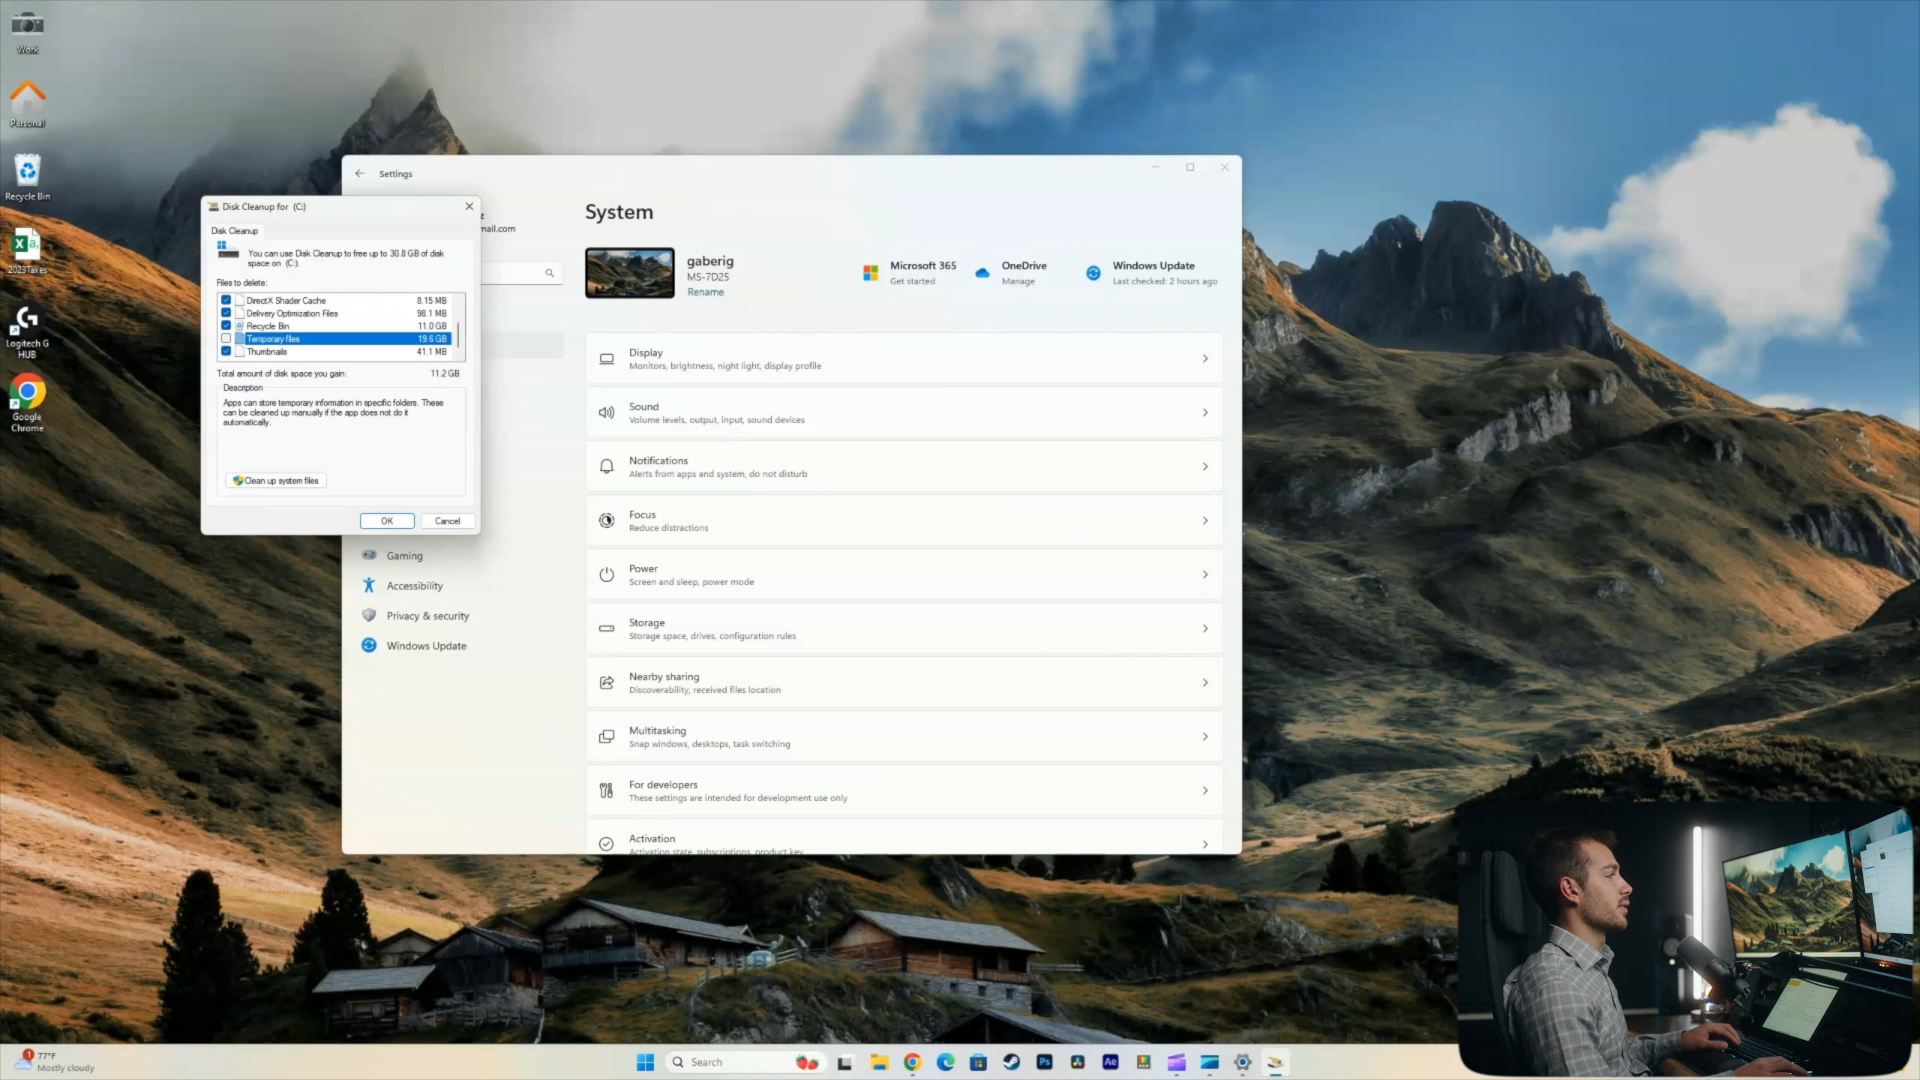 Work
Personal
Recycle Bin
2023Taxes
Logitech G
HUB
Google
Chrome
Settings
mail.com
Disk Cleanup for (C:)
Disk Cleanup
You can use Disk Cleanup to free up to 30.8 GB of disk
space on (C:).
Files to delete:
DirectX Shader Cache 8.15 MB
Delivery Optimization Files 98.1 MB
Recycle Bin 11.0 GB
Temporary files 19.6 GB
Thumbnails 41.1 MB
Total amount of disk space you gain: 11.2 GB
Description
Apps can store temporary information in specific folders. These
can be cleaned up manually if the app does not do it
automatically.
Clean up system files
OK Cancel
Gaming
Accessibility
Privacy & security
Windows Update
System
gaberig
MS-7D25
Rename
Microsoft 365
Get started
OneDrive
Manage
Windows Update
Last checked: 2 hours ago
Display
Monitors, brightness, night light, display profile
Sound
Volume levels, output, input, sound devices
Notifications
Alerts from apps and system, do not disturb
Focus
Reduce distractions
Power
Screen and sleep, power mode
Storage
Storage space, drives, configuration rules
Nearby sharing
Discoverability, received files location
Multitasking
Snap windows, desktops, task switching
For developers
These settings are intended for development use only
Activation
Activation state, subscriptions, product key
1
77°F
Mostly cloudy
Search
Ps
Ae